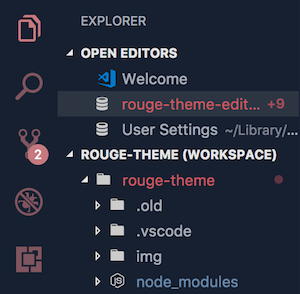 EXPLORER
OPEN EDITORS
Welcome
rouge-theme-edit... +9
User Settings ~/Library/...
2
ROUGE-THEME (WORKSPACE)
rouge-theme
.old
.vscode
img
node_modules